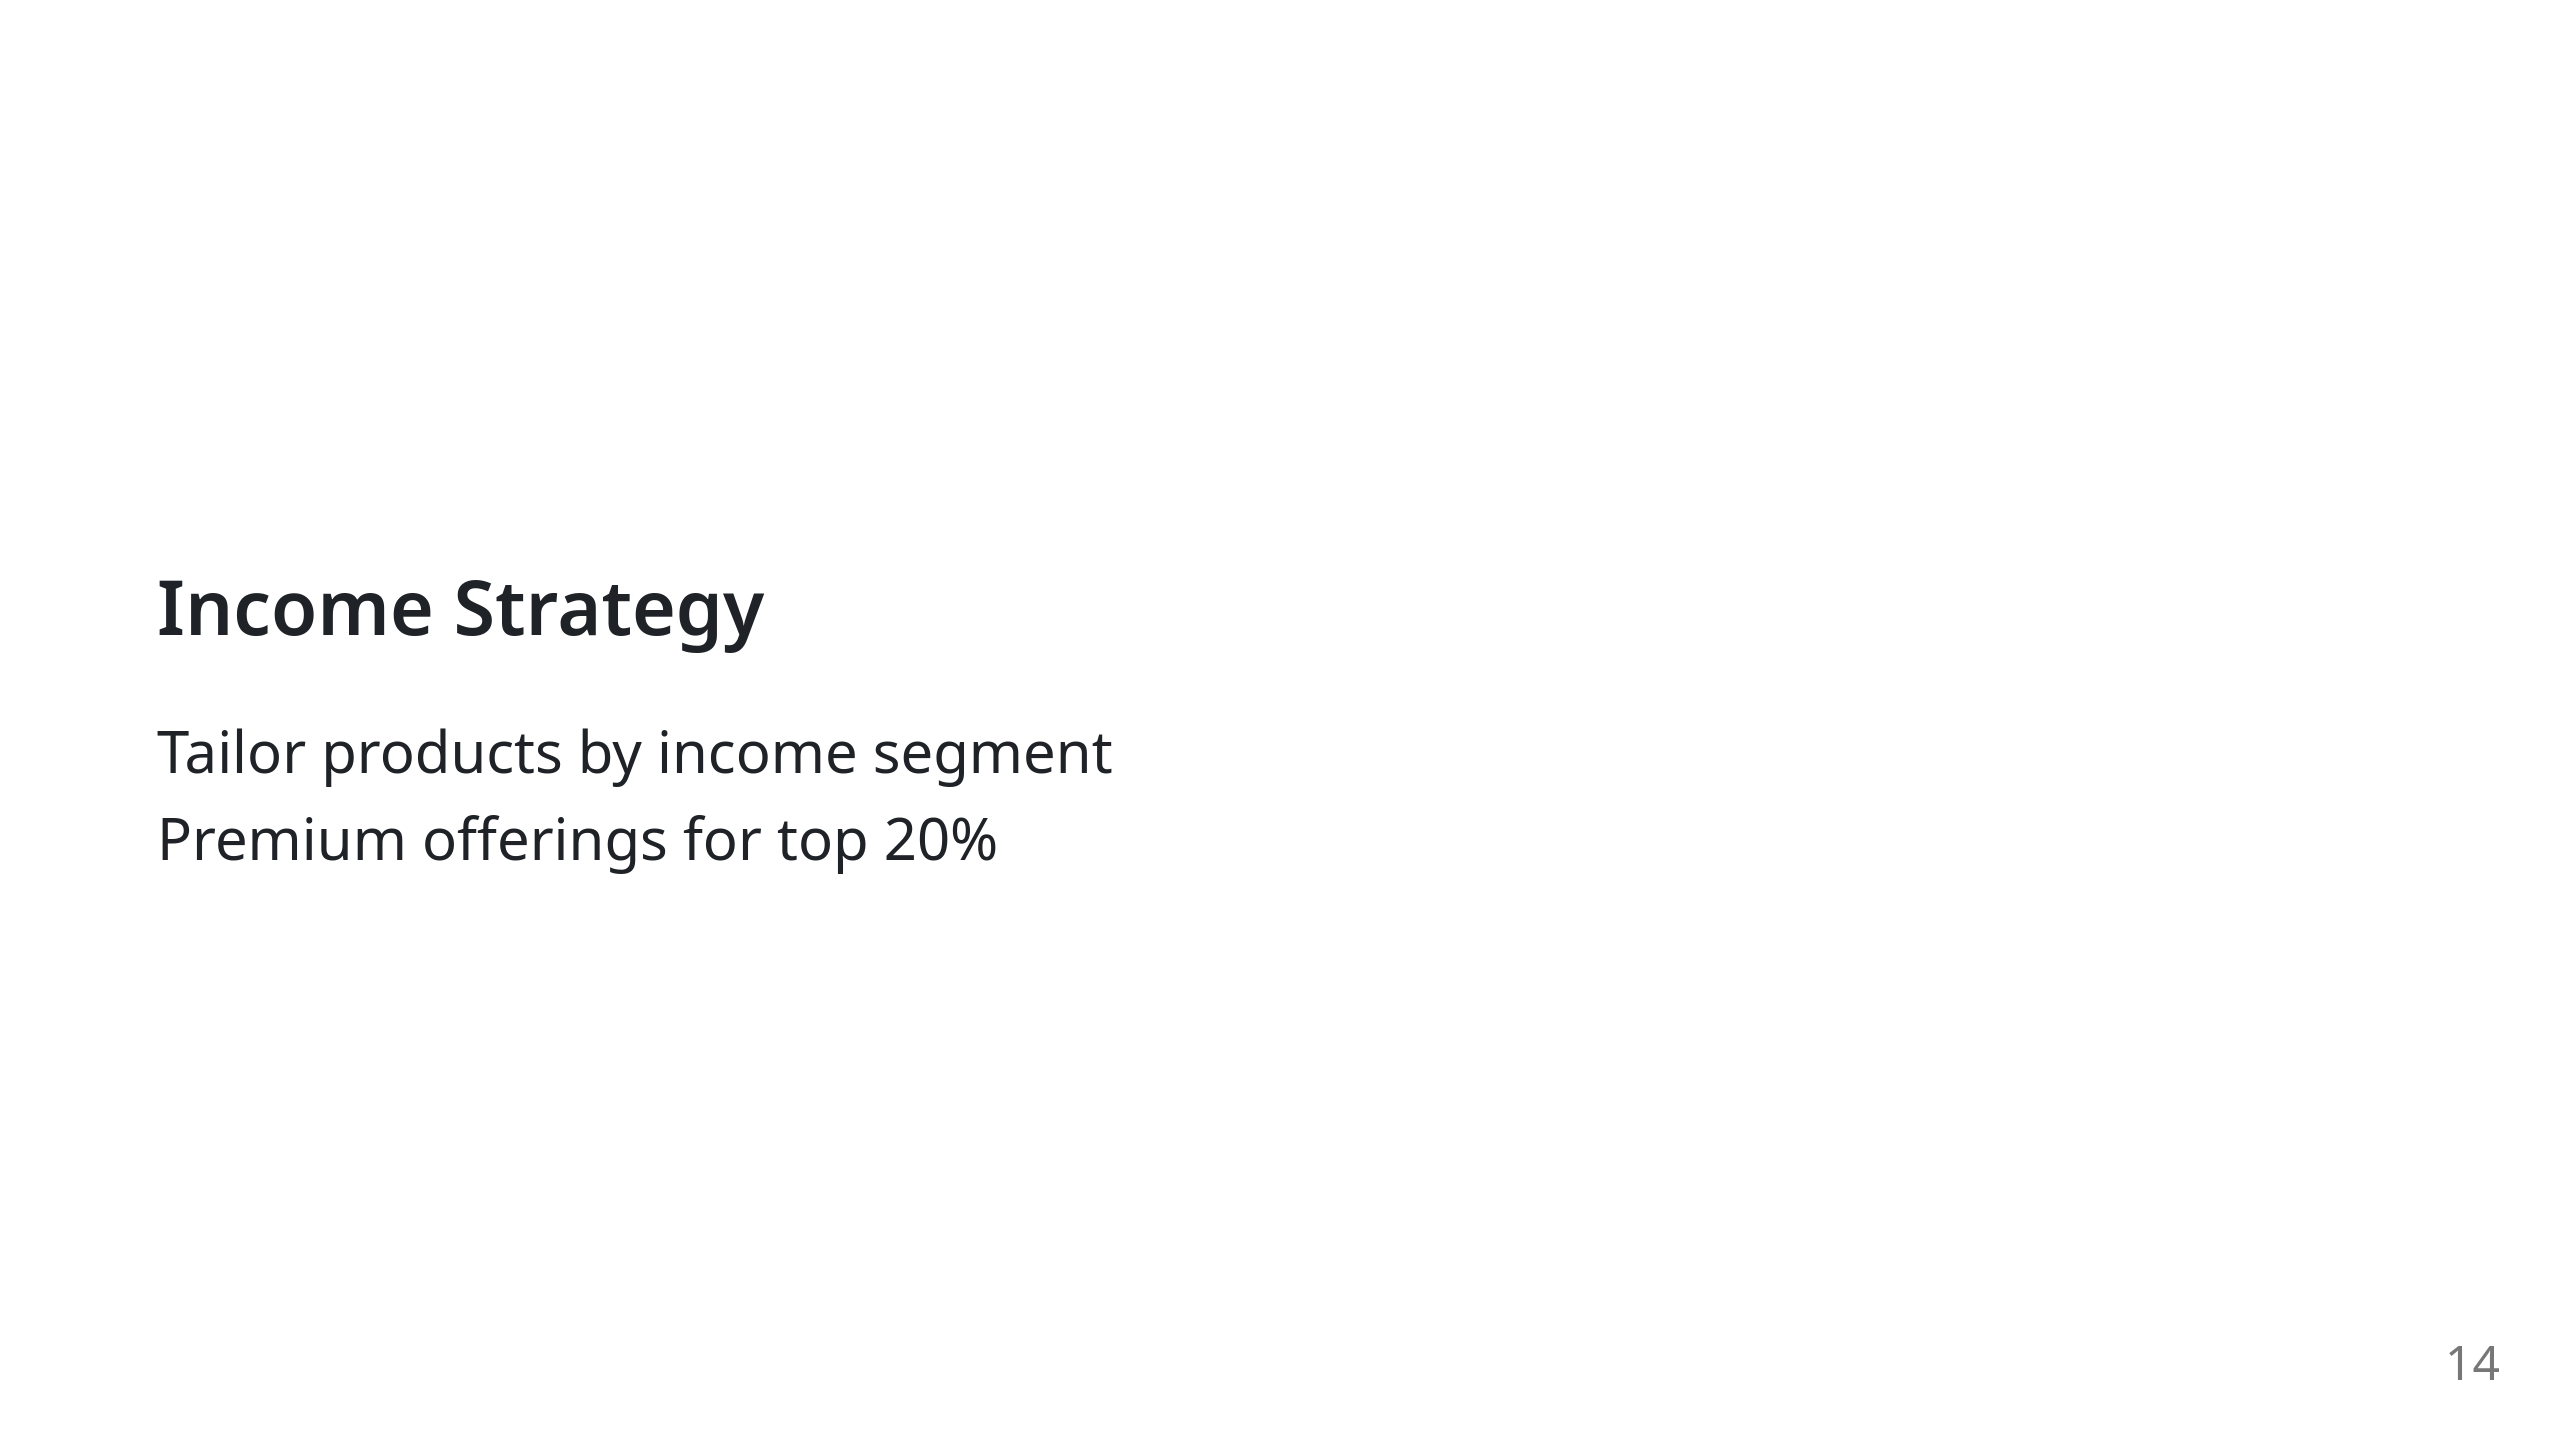 Income Strategy
Tailor products by income segment
Premium offerings for top 20%
14